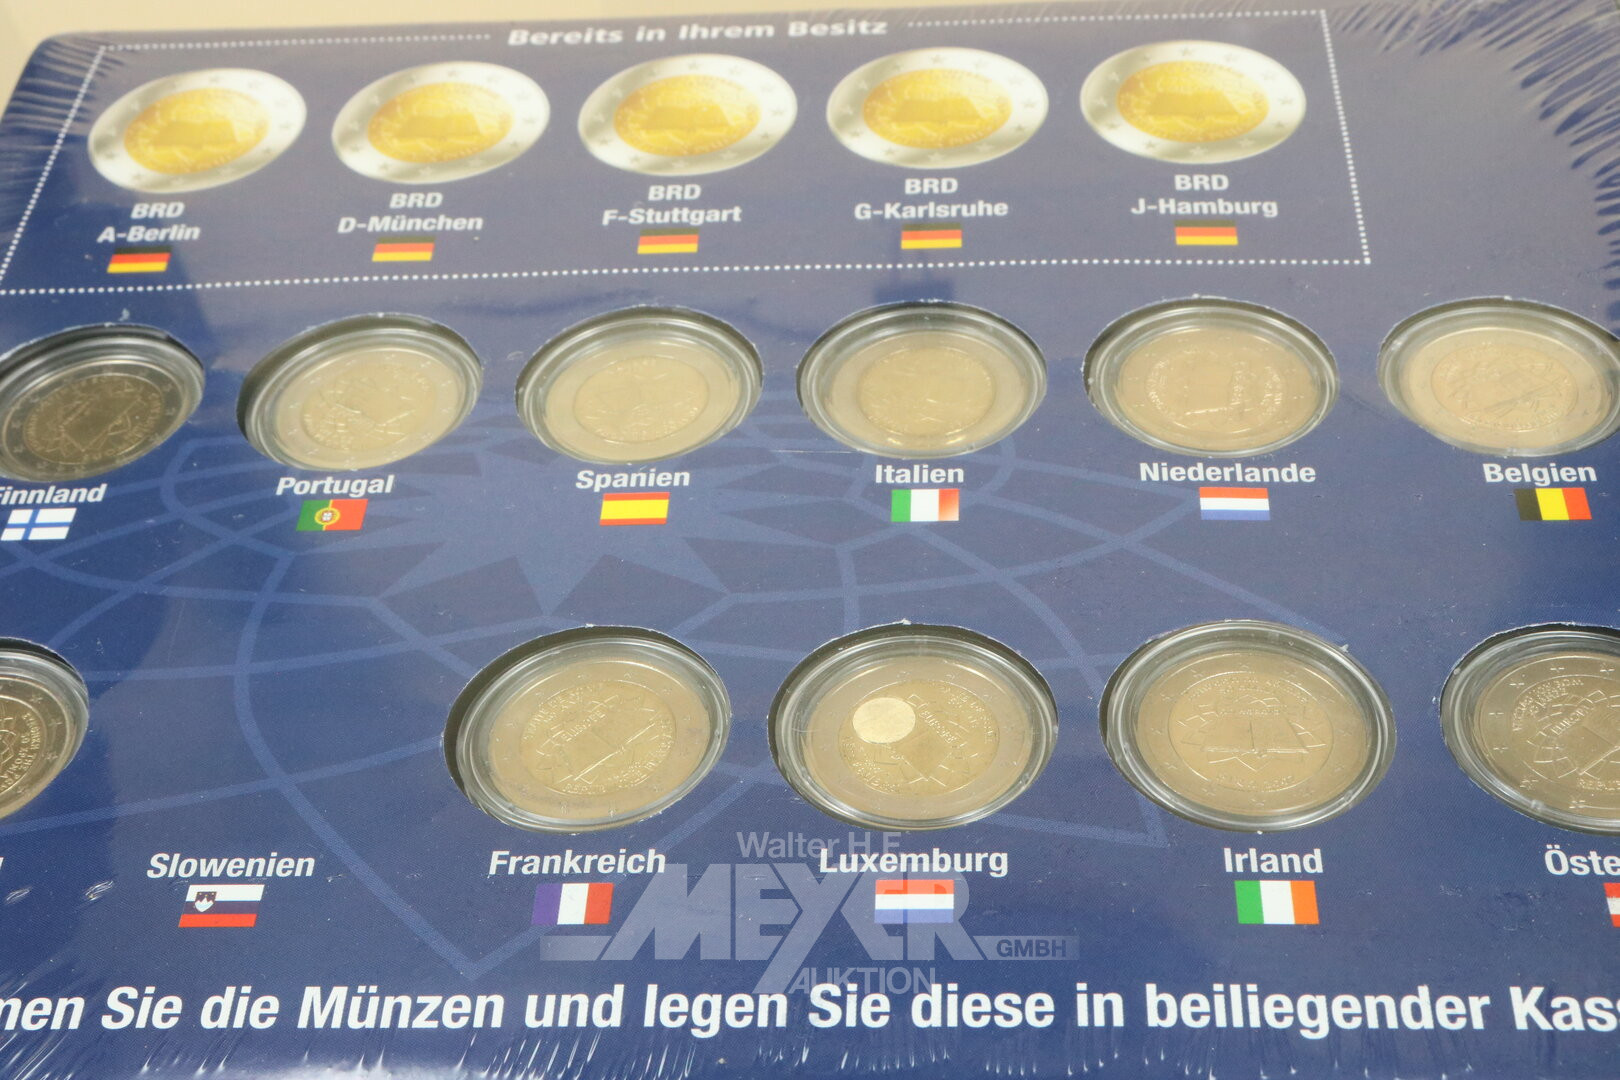 Bereits in Ihrem Besitz
BRD
A-Berlin
BRD
D-München
BRD
F-Stuttgart
BRD
G-Karlsruhe
BRD
J-Hamburg
Finnland
Portugal
Spanien
Italien
Niederlande
Belgien
Slowenien
Frankreich
Luxemburg
Irland
Öste
Walter H.F.
MEYER
GMBH
AUKTION
men Sie die Münzen und legen Sie diese in beiliegender Kas